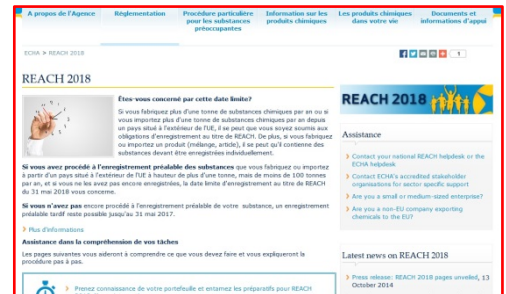 A propos de l'Agence
Réglementation
Procédure particulière
pour les substances
préoccupantes
Information sur les
produits chimiques
Les produits chimiques
dans votre vie
Documents et
informations d'appui
ECHA > REACH 2018
1
REACH 2018
Êtes-vous concerné par cette date limite?
Si vous fabriquez plus d'une tonne de substances chimiques par an ou si
vous importez plus d'une tonne de substances chimiques par an depuis
un pays situé à l'extérieur de l'UE, il se peut que vous soyez soumis aux
obligations d'enregistrement au titre de REACH. De plus, si vous fabriquez
ou importez un produit (mélange, article), il se peut qu'il contienne des
substances devant être enregistrées individuellement.
Si vous avez procédé à l'enregistrement préalable des substances que vous fabriquez ou importez
à partir d'un pays situé à l'extérieur de l'UE à hauteur de plus d'une tonne, mais de moins de 100 tonnes
par an, et si vous ne les avez pas encore enregistrées, la date limite d'enregistrement au titre de REACH
du 31 mai 2018 vous concerne.
Si vous n'avez pas encore procédé à l'enregistrement préalable de votre substance, un enregistrement
préalable tardif reste possible jusqu'au 31 mai 2017.
> Plus d'informations
Assistance dans la compréhension de vos tâches
Les pages suivantes vous aideront à comprendre ce que vous devez faire et vous expliqueront la
procédure pas à pas.
> Prenez connaissance de votre portefeuille et entamez les préparatifs pour REACH
REACH 2018
Assistance
> Contact your national REACH helpdesk or the
ECHA helpdesk
> Contact ECHA's accredited stakeholder
organisations for sector specific support
> Are you a small or medium-sized enterprise?
> Are you a non-EU company exporting
chemicals to the EU?
Latest news on REACH 2018
> Press release: REACH 2018 pages unveiled, 13
October 2014